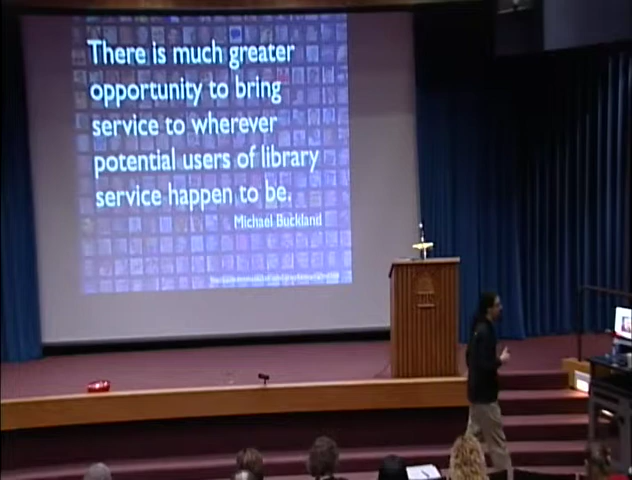 There is much greater
opportunity to bring
service to wherever
potential users of library
service happen to be.
Michael Buckland